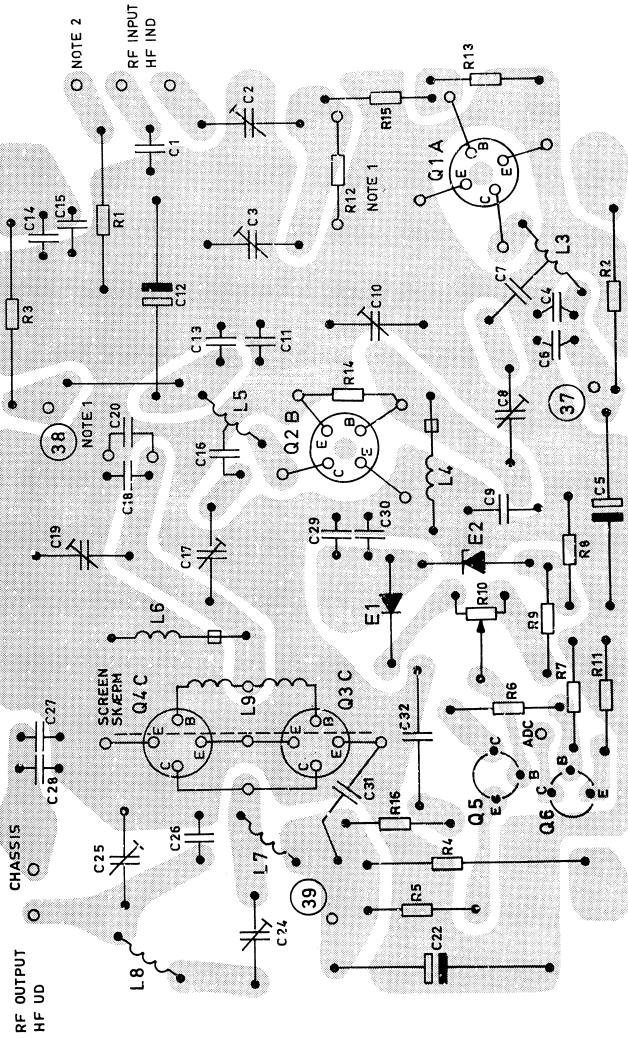 RF OUTPUT
HF UD
CHASSIS
C28
C27
R3
C14
C15
NOTE 2
RF INPUT
HF IND
C19
38
NOTE 1
C25
SCREEN
SKÆRM
C20
C18
R1
L8
Q4C
C
E
E
B
L6
C26
C17
C16
C12
C1
L7
L9
L5
C13
C11
C3
C2
C24
Q3C
C
E
E
B
Q2B
C
E
E
B
R14
39
C31
C29
C30
C10
R12
NOTE 1
R15
E1
R16
C32
L4
Q1A
C
E
E
B
R13
C22
R5
R4
Q5
E
B
C
R6
R10
E2
C9
C8
C7
L3
ADC
Q6
C
B
E
R9
C6
C4
R7
R8
37
R11
C5
R2